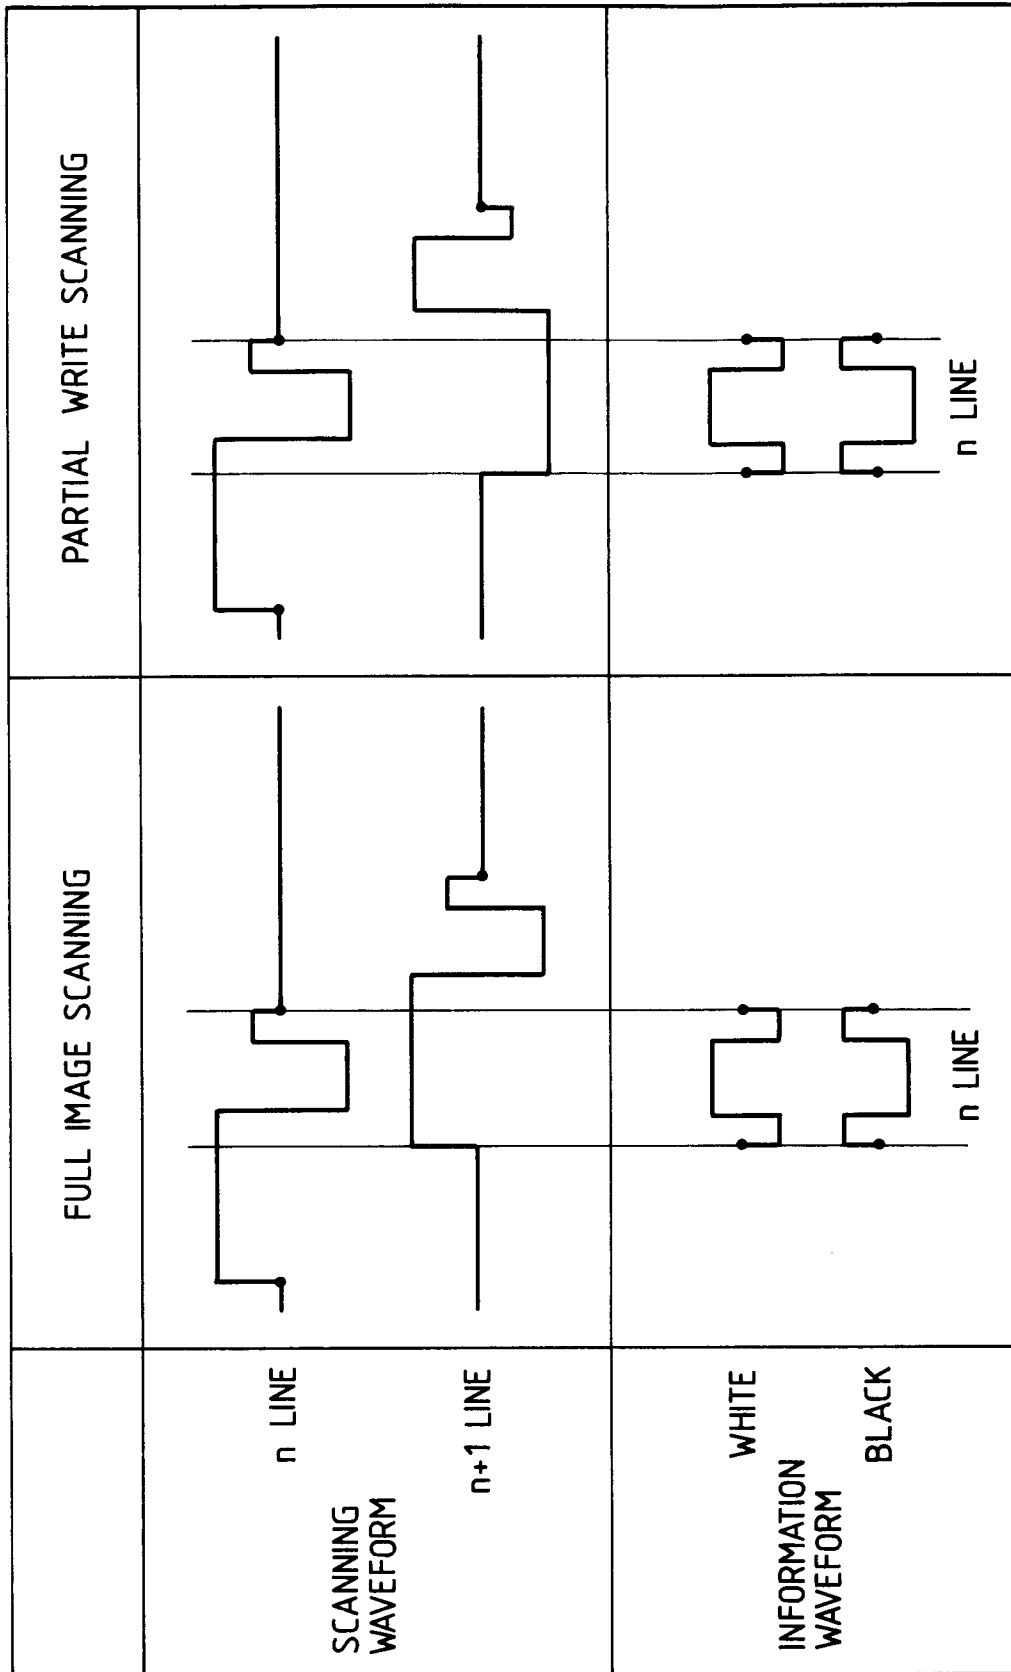 FULL IMAGE SCANNING
PARTIAL WRITE SCANNING
SCANNING
WAVEFORM
n LINE
n+1 LINE
INFORMATION
WAVEFORM
WHITE
BLACK
n LINE
n LINE